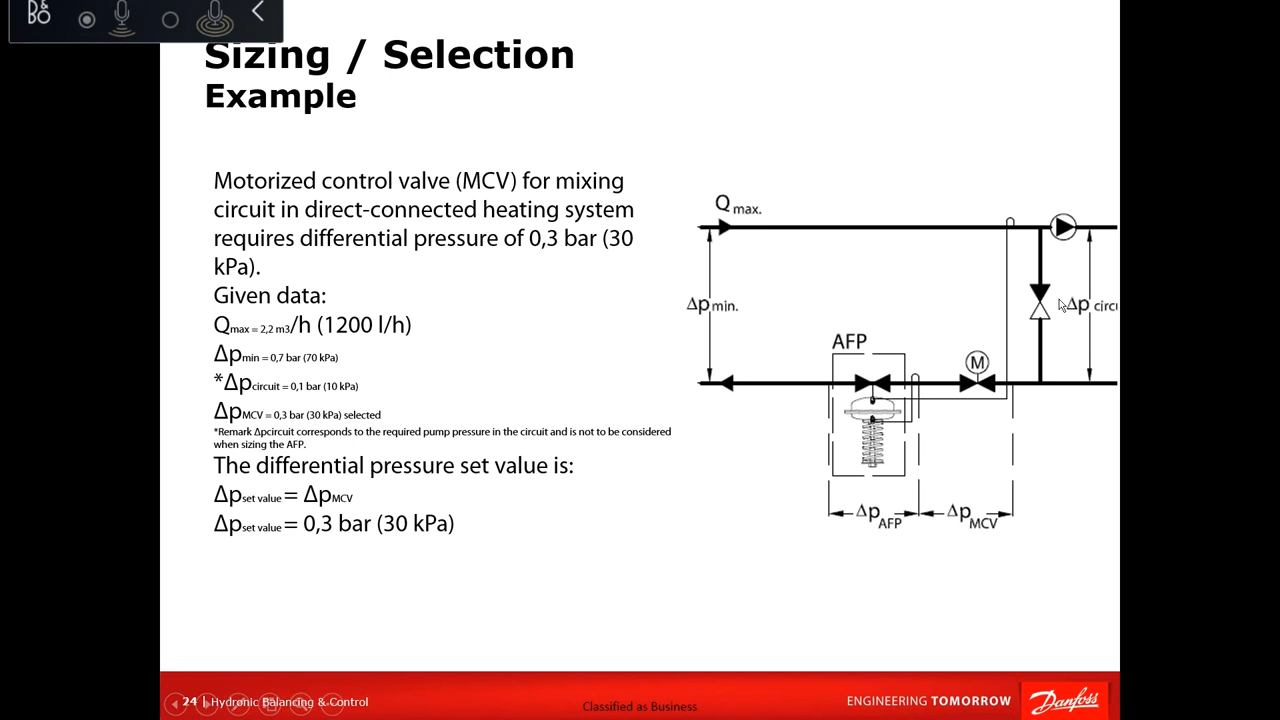 Sizing / Selection
Example
Motorized control valve (MCV) for mixing
circuit in direct-connected heating system
requires differential pressure of 0,3 bar (30
kPa).
Given data:
Qmax = 2,2 m3/h (1200 l/h)
Δpmin = 0,7 bar (70 kPa)
*Δpcircuit = 0,1 bar (10 kPa)
ΔpMCV = 0,3 bar (30 kPa) selected
*Remark Δpcircuit corresponds to the required pump pressure in the circuit and is not to be considered
when sizing the AFP.
The differential pressure set value is:
Δpset value = ΔpMCV
Δpset value = 0,3 bar (30 kPa)
Q max.
Δp min.
Δp circu
AFP
M
Δp AFP
Δp MCV
24 | Hydronic Balancing & Control
Classified as Business
ENGINEERING TOMORROW
Danfoss